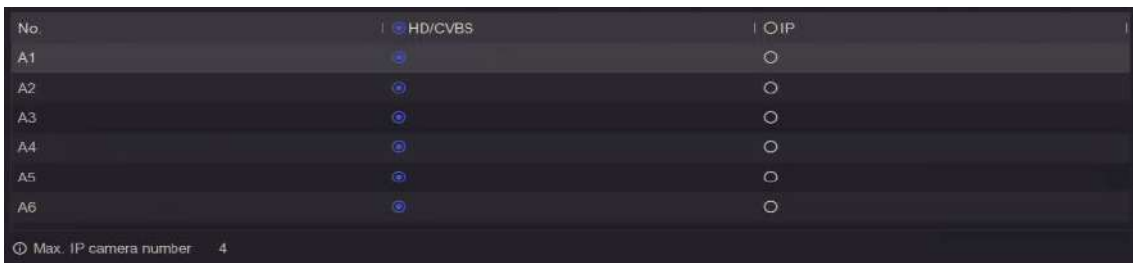 No. HD/CVBS IP
A1
A2
A3
A4
A5
A6
Max. IP camera number 4